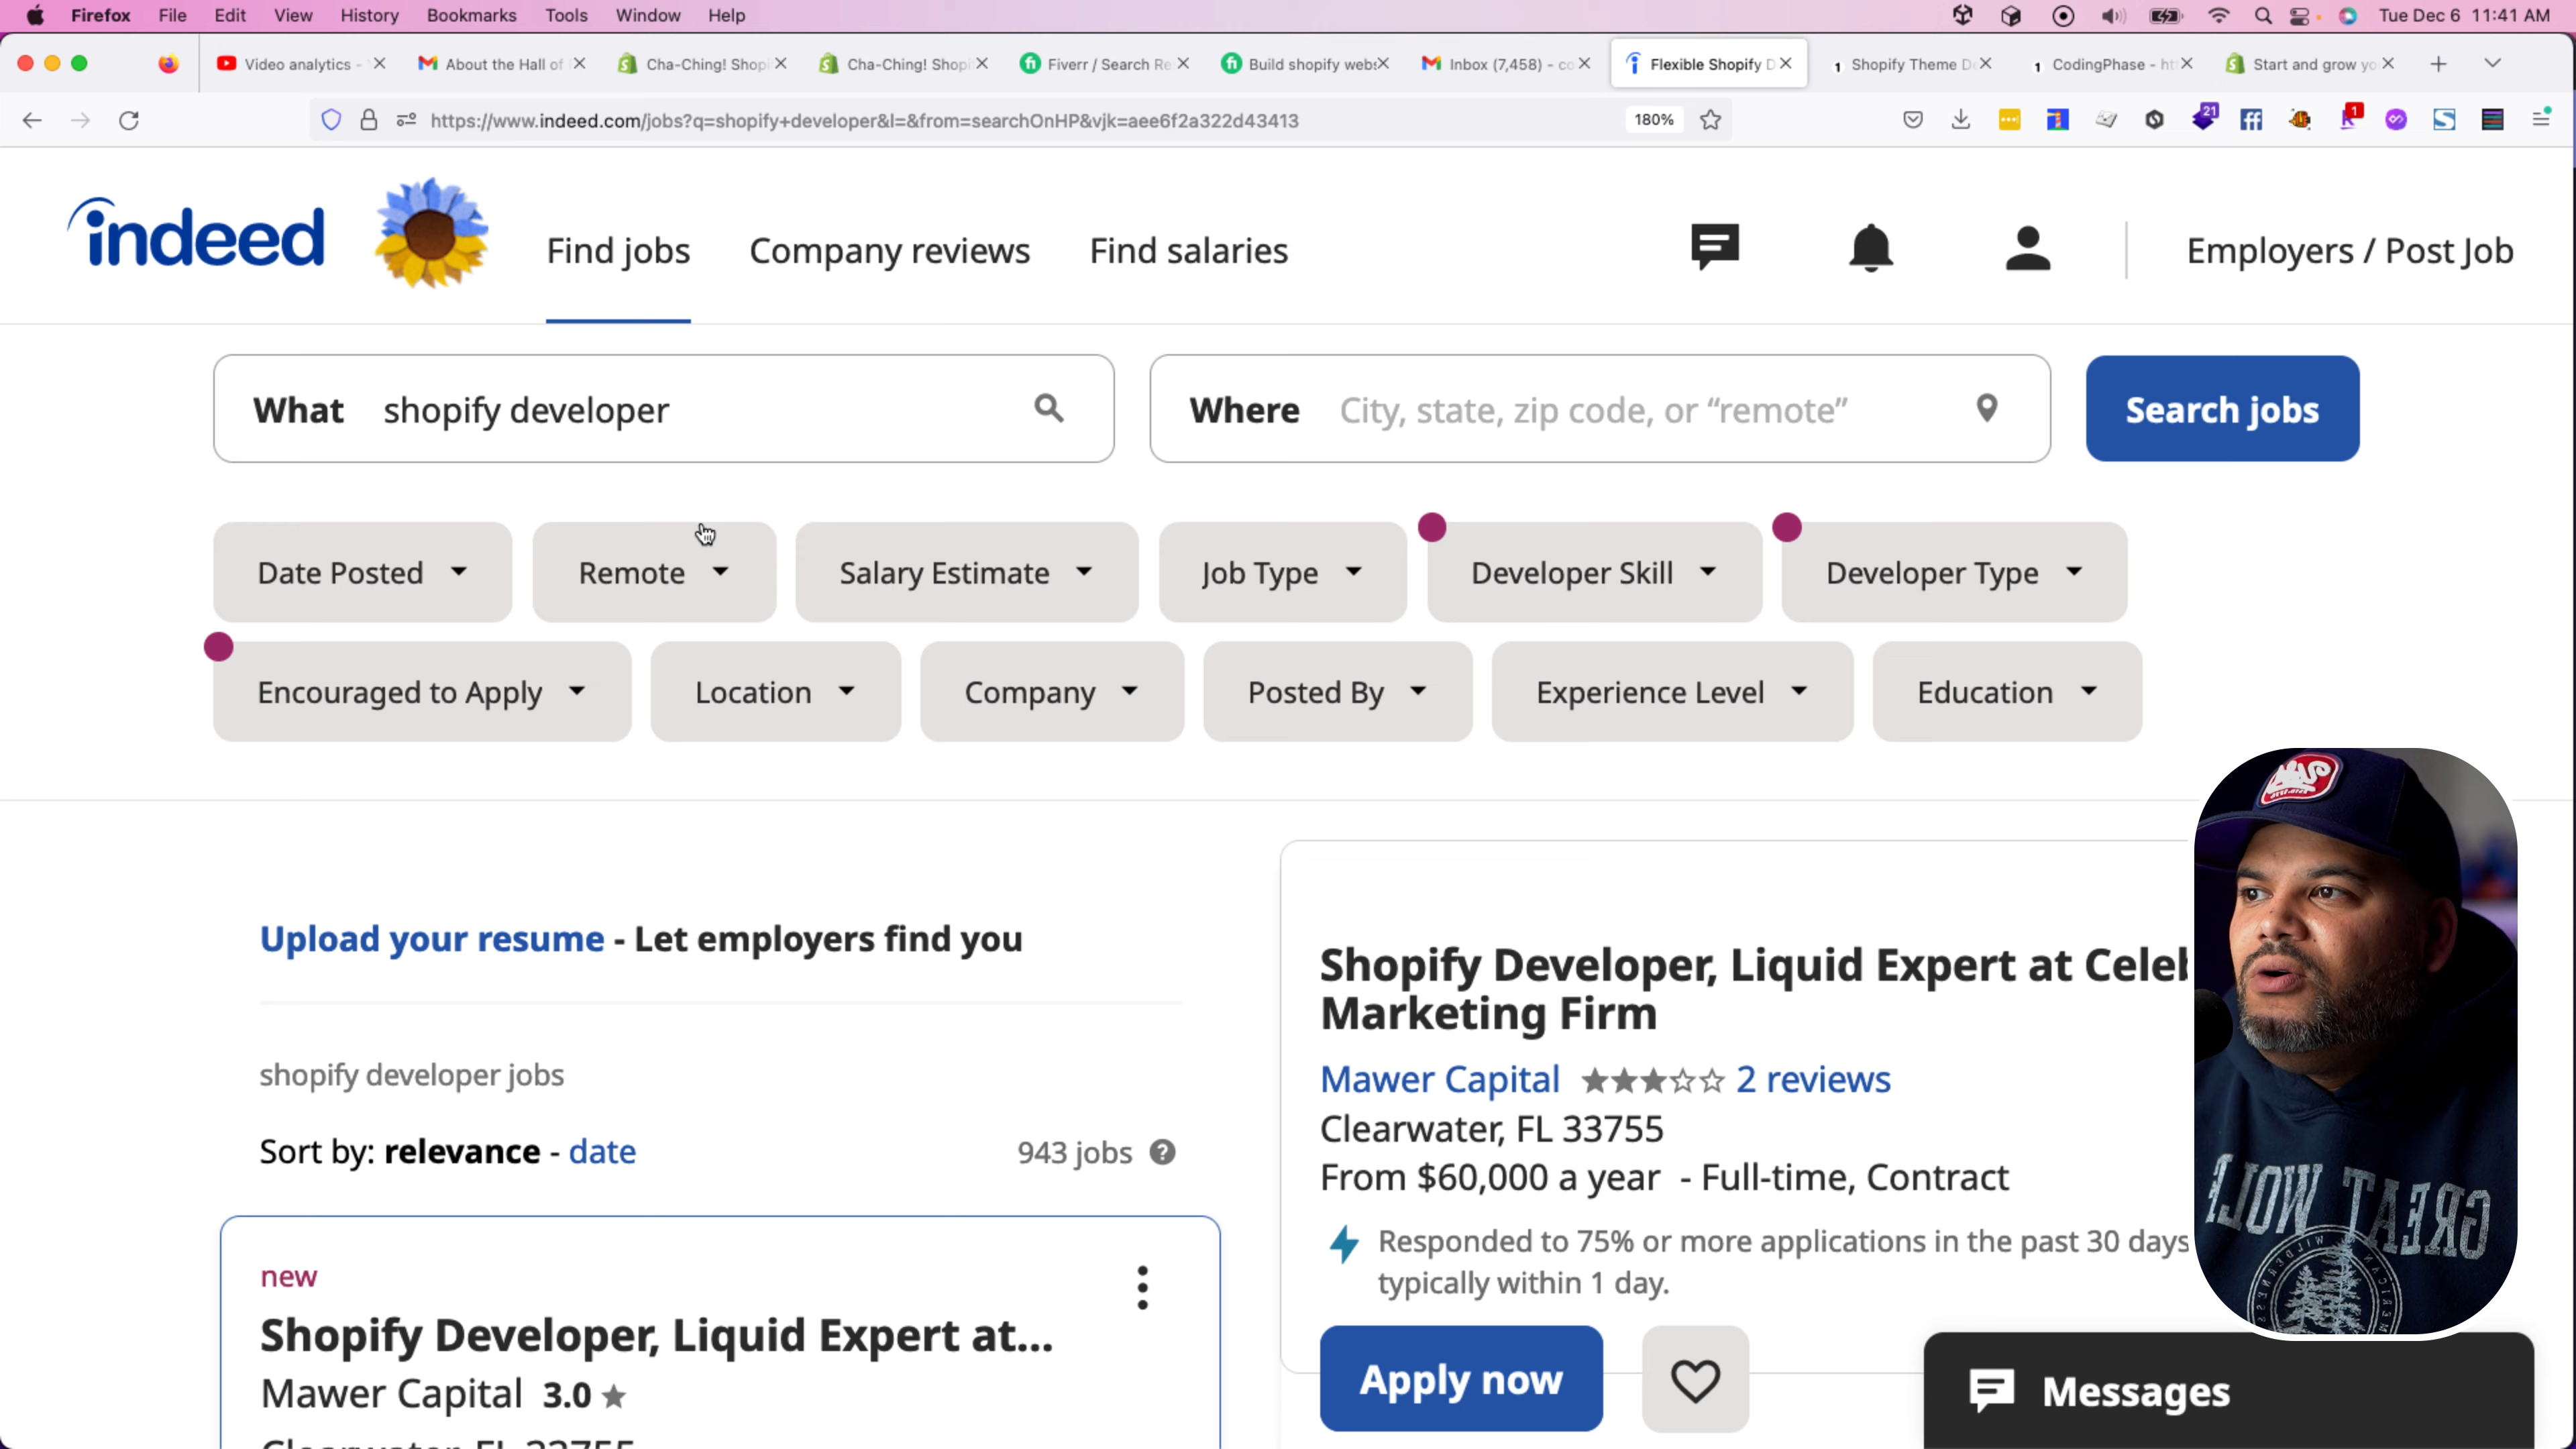 Firefox File Edit View History Bookmarks Tools Window Help Tue Dec 6 11:41 AM
Video analytics - About the Hall of Cha-Ching! Shopi Cha-Ching! Shopi Fiverr / Search Re Build shopify webs Inbox (7,458) - co Flexible Shopify D Shopify Theme De CodingPhase - ht Start and grow yo
https://www.indeed.com/jobs?q=shopify+developer&l=&from=searchOnHP&vjk=aee6f2a322d43413 180% 21 1
indeed Find jobs Company reviews Find salaries Employers / Post Job
What shopify developer Where City, state, zip code, or “remote” Search jobs
Date Posted Remote Salary Estimate Job Type Developer Skill Developer Type
Encouraged to Apply Location Company Posted By Experience Level Education
Upload your resume - Let employers find you
shopify developer jobs
Sort by: relevance - date 943 jobs
new
Shopify Developer, Liquid Expert at...
Mawer Capital 3.0
Clearwater, FL 33755
Shopify Developer, Liquid Expert at Celeb
Marketing Firm
Mawer Capital 2 reviews
Clearwater, FL 33755
From $60,000 a year - Full-time, Contract
Responded to 75% or more applications in the past 30 days
typically within 1 day.
Apply now
GREAT WOLF
Messages